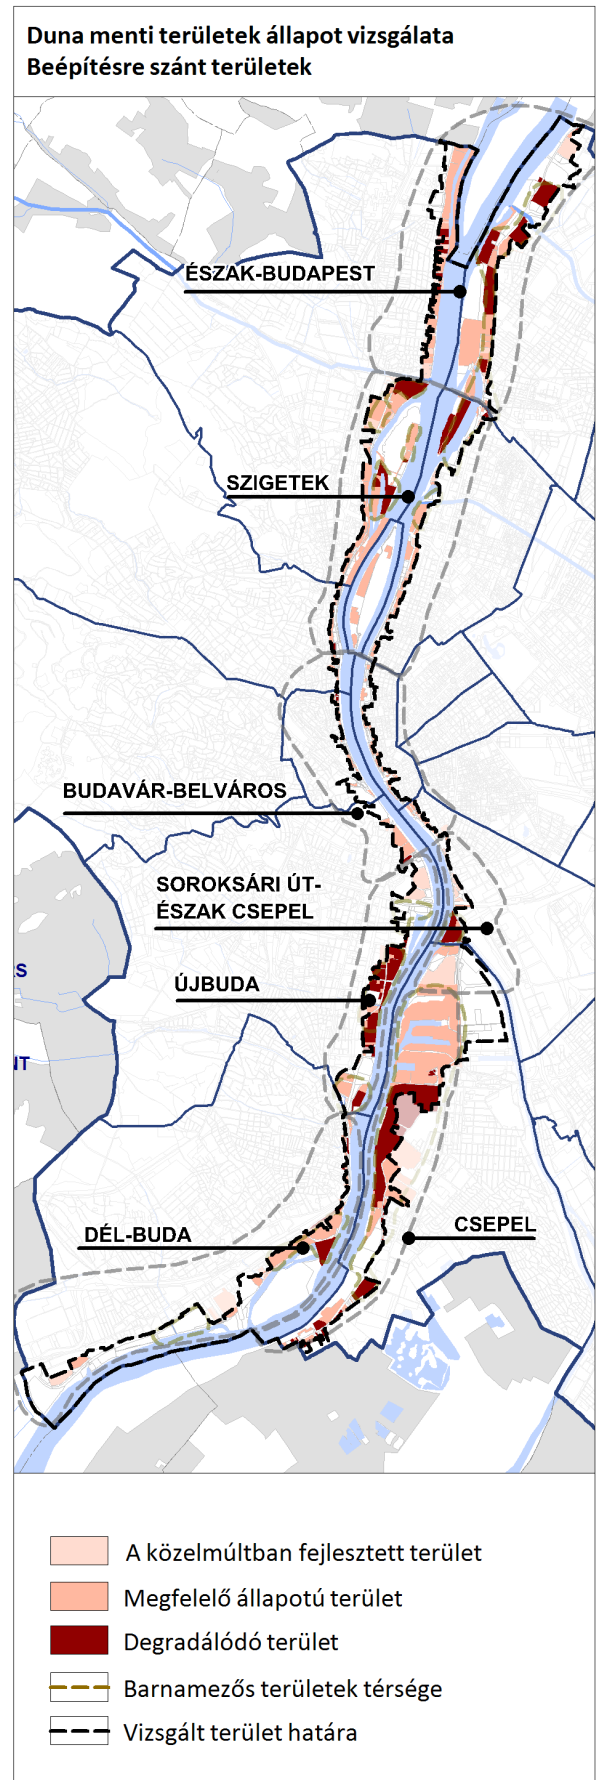 Duna menti területek állapot vizsgálata
Beépítésre szánt területek
ÉSZAK-BUDAPEST
SZIGETEK
BUDAVÁR-BELVÁROS
SOROKSÁRI ÚT-
ÉSZAK CSEPEL
ÚJBUDA
DÉL-BUDA
CSEPEL
A közelmúltban fejlesztett terület
Megfelelő állapotú terület
Degradálódó terület
Barnamezős területek térsége
Vizsgált terület határa